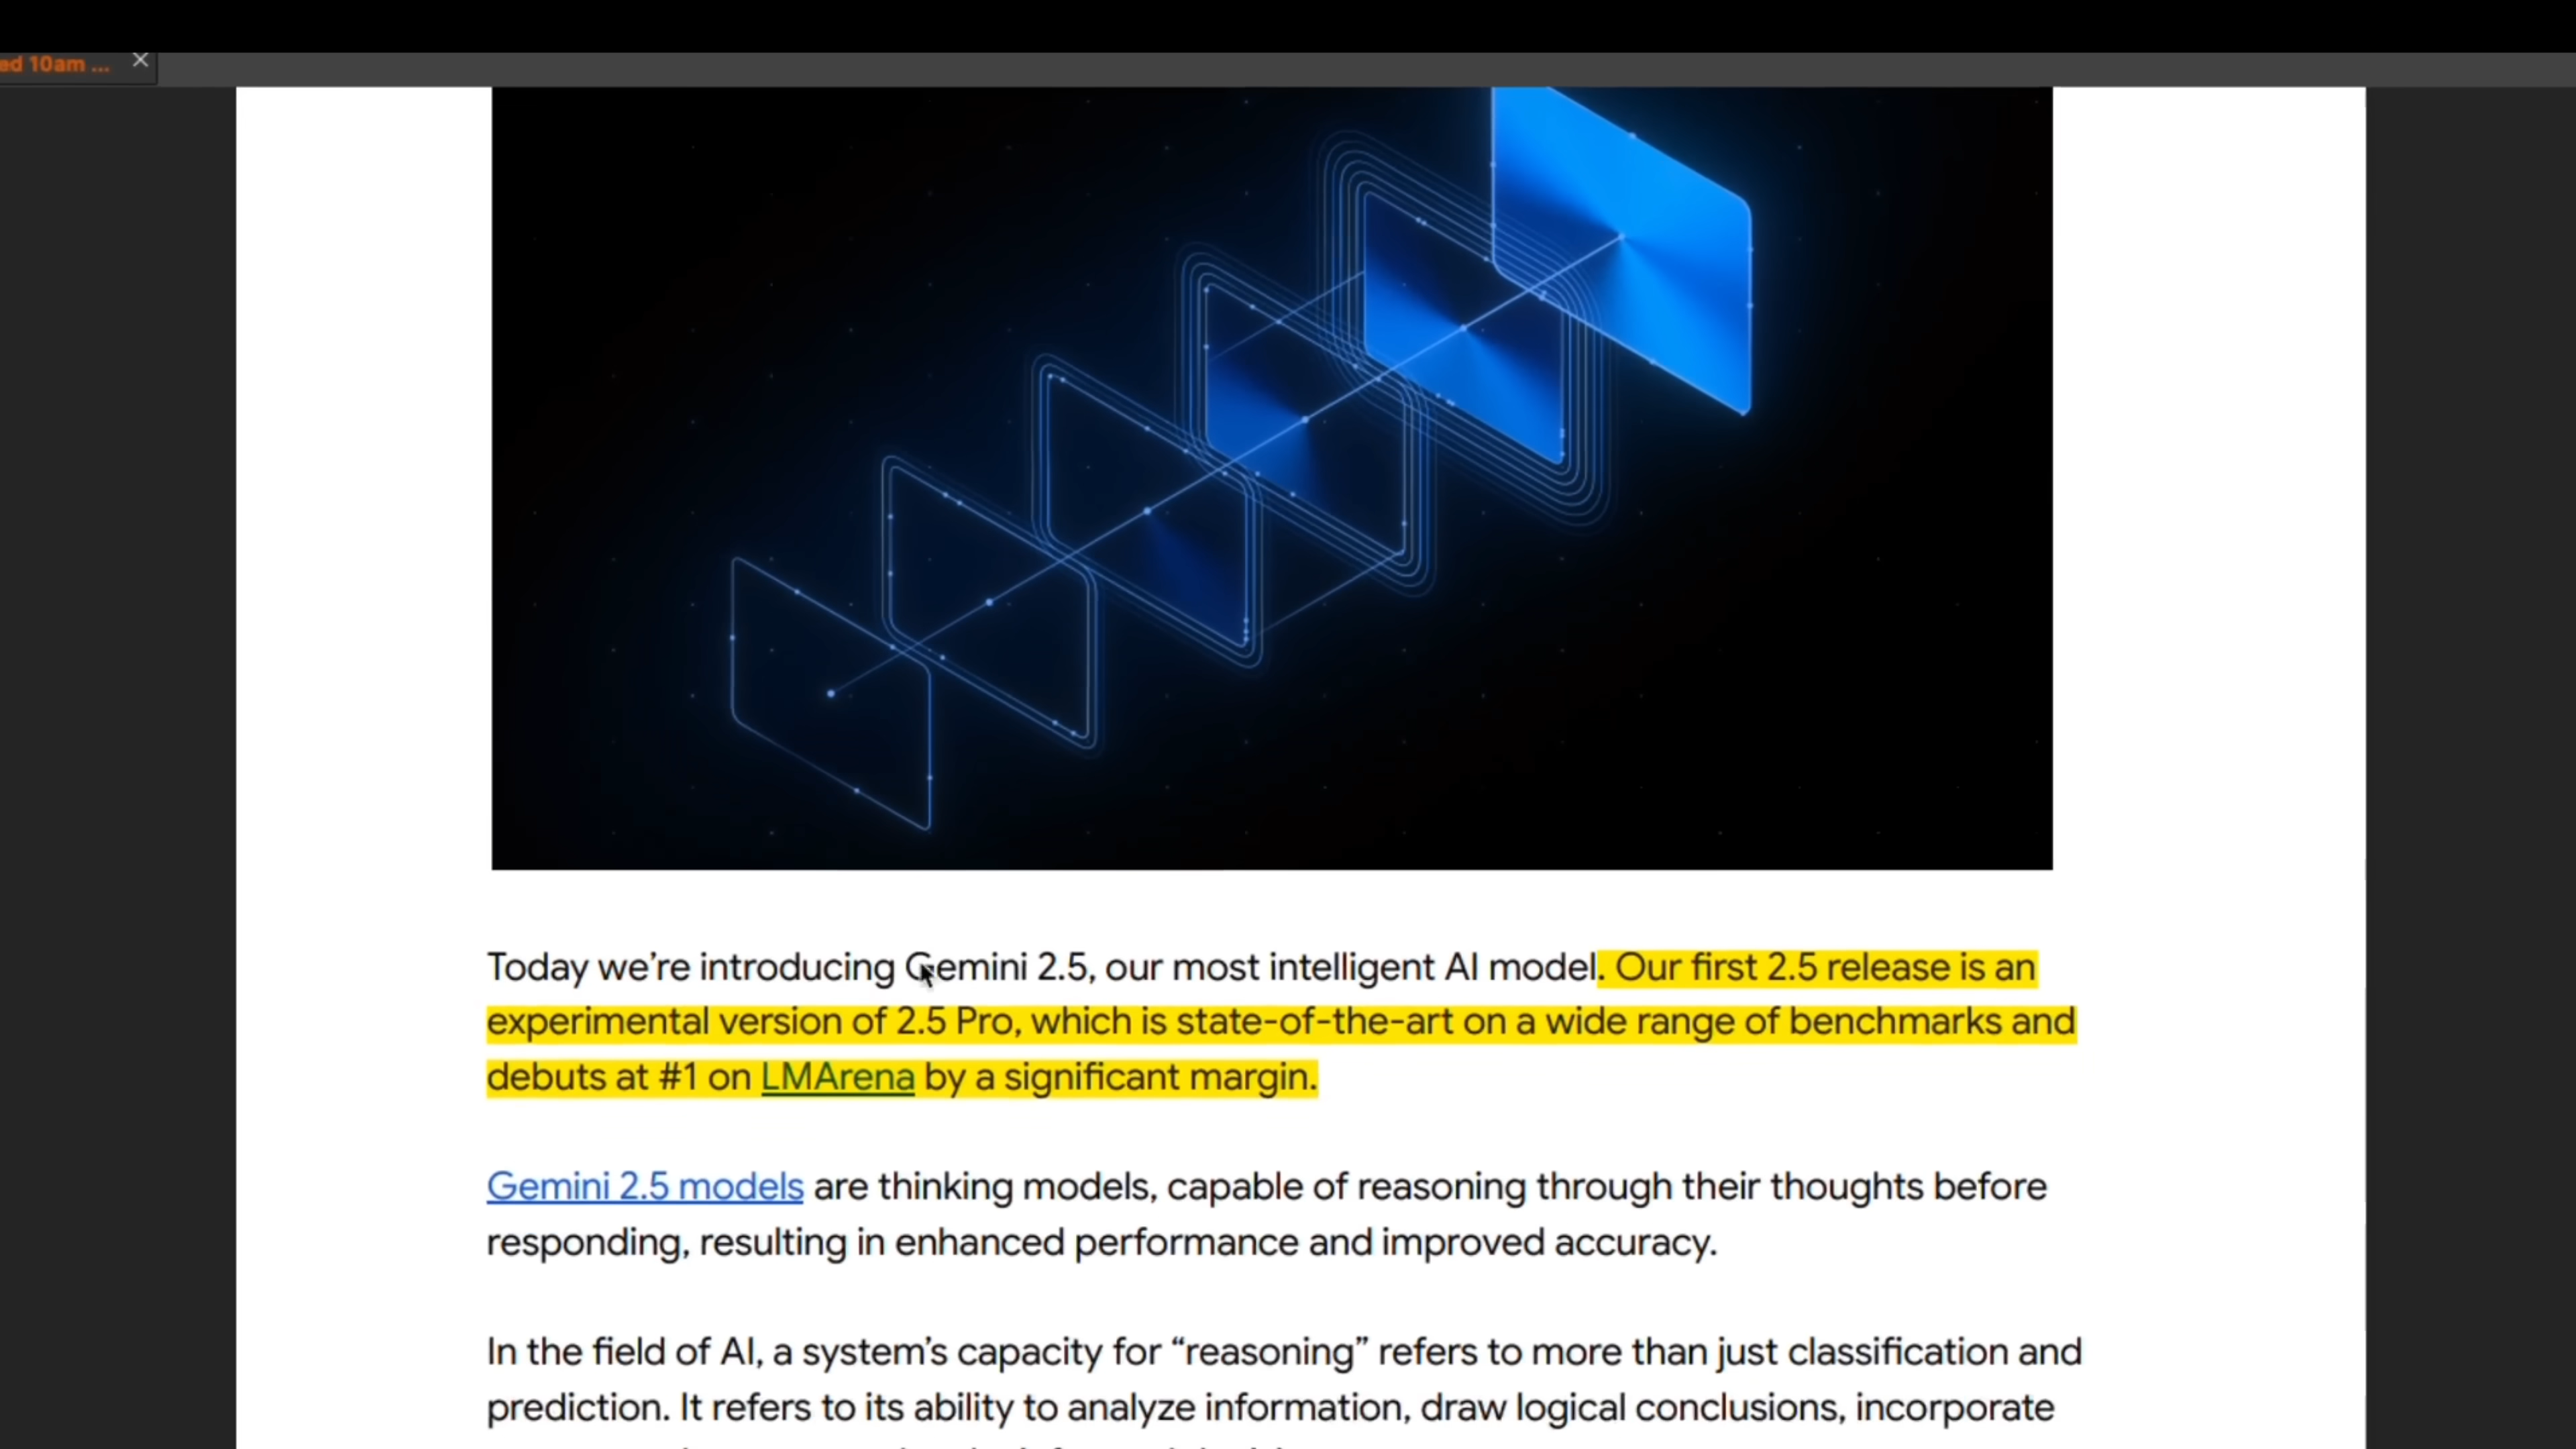 ed 10am ...
Today we’re introducing Gemini 2.5, our most intelligent AI model. Our first 2.5 release is an
experimental version of 2.5 Pro, which is state-of-the-art on a wide range of benchmarks and
debuts at #1 on LMArena by a significant margin.
Gemini 2.5 models are thinking models, capable of reasoning through their thoughts before
responding, resulting in enhanced performance and improved accuracy.
In the field of AI, a system’s capacity for “reasoning” refers to more than just classification and
prediction. It refers to its ability to analyze information, draw logical conclusions, incorporate